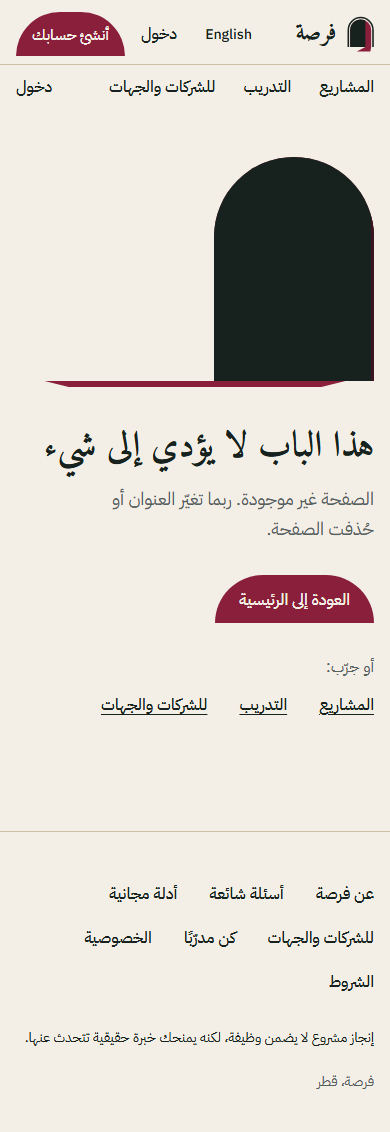 فرصة
English
دخول
أنشئ حسابك
المشاريع
التدريب
للشركات والجهات
دخول
هذا الباب لا يؤدي إلى شيء
الصفحة غير موجودة. ربما تغيّر العنوان أو
حُذفت الصفحة.
العودة إلى الرئيسية
أو جرّب:
المشاريع
التدريب
للشركات والجهات
عن فرصة
أسئلة شائعة
أدلة مجانية
للشركات والجهات
كن مدرّبًا
الخصوصية
الشروط
إنجاز مشروع لا يضمن وظيفة، لكنه يمنحك خبرة حقيقية تتحدث عنها.
فرصة، قطر